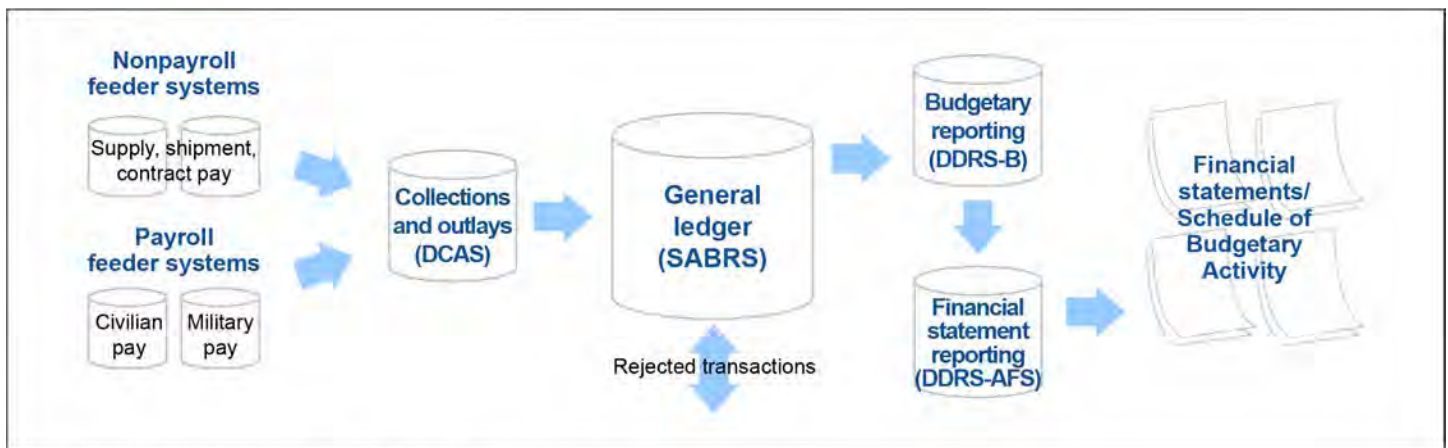 Nonpayroll
feeder systems
Supply, shipment,
contract pay
Payroll
feeder systems
Civilian
pay
Military
pay
Collections
and outlays
(DCAS)
General
ledger
(SABRS)
Rejected transactions
Budgetary
reporting
(DDRS-B)
Financial
statement
reporting
(DDRS-AFS)
Financial
statements/
Schedule of
Budgetary
Activity